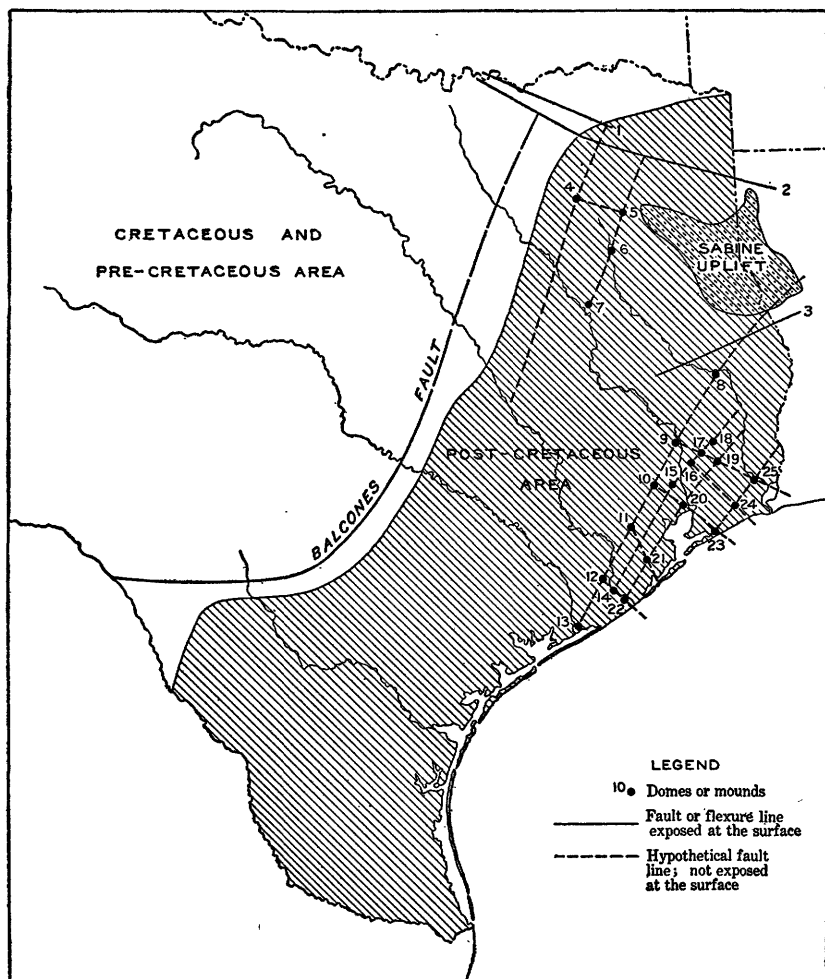 1
2
4
5
CRETACEOUS AND
PRE-CRETACEOUS AREA
6
SABINE
UPLIFT
7
3
FAULT
8
BALCONES
9
17
18
POST-CRETACEOUS
AREA
19
16
15
10
25
20
24
11
23
21
12
14
22
13
LEGEND
10 Domes or mounds
Fault or flexure line
exposed at the surface
Hypothetical fault
line; not exposed
at the surface